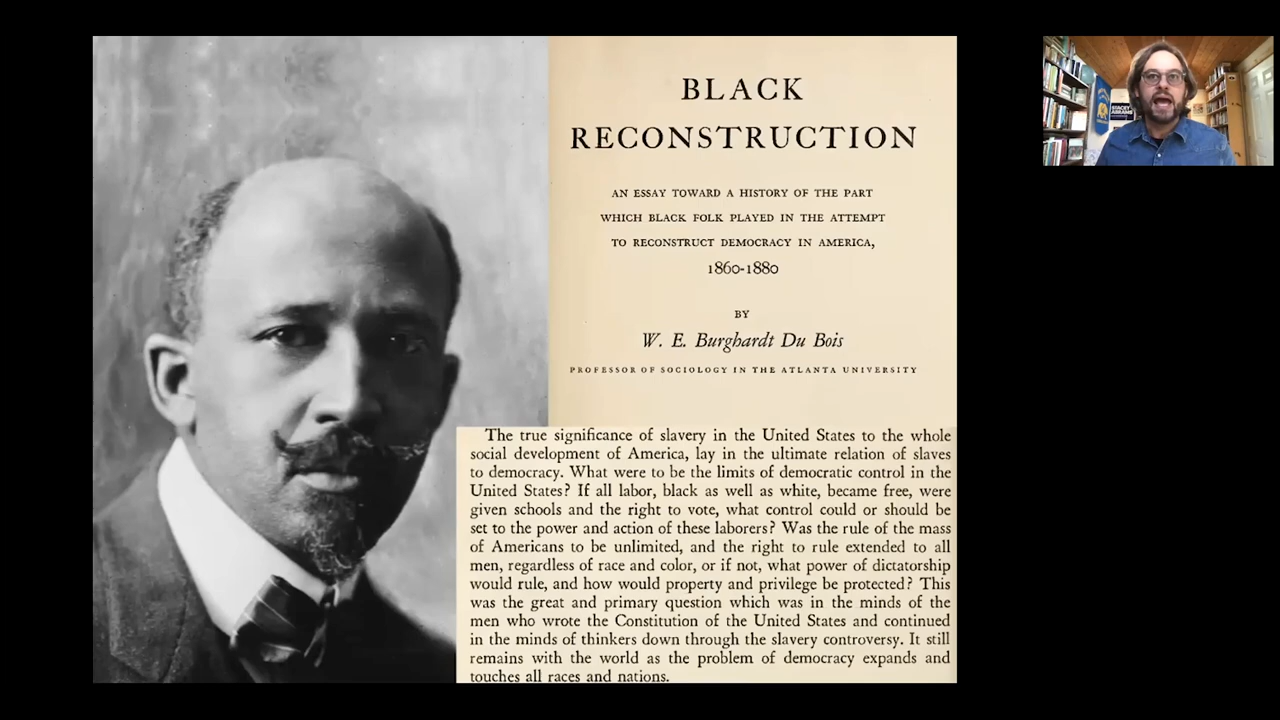 BLACK
RECONSTRUCTION
AN ESSAY TOWARD A HISTORY OF THE PART
WHICH BLACK FOLK PLAYED IN THE ATTEMPT
TO RECONSTRUCT DEMOCRACY IN AMERICA,
1860-1880
BY
W. E. Burghardt Du Bois
PROFESSOR OF SOCIOLOGY IN THE ATLANTA UNIVERSITY
The true significance of slavery in the United States to the whole
social development of America, lay in the ultimate relation of slaves
to democracy. What were to be the limits of democratic control in the
United States? If all labor, black as well as white, became free, were
given schools and the right to vote, what control could or should be
set to the power and action of these laborers? Was the rule of the mass
of Americans to be unlimited, and the right to rule extended to all
men, regardless of race and color, or if not, what power of dictatorship
would rule, and how would property and privilege be protected? This
was the great and primary question which was in the minds of the
men who wrote the Constitution of the United States and continued
in the minds of thinkers down through the slavery controversy. It still
remains with the world as the problem of democracy expands and
touches all races and nations.
STACEY
ABRAMS